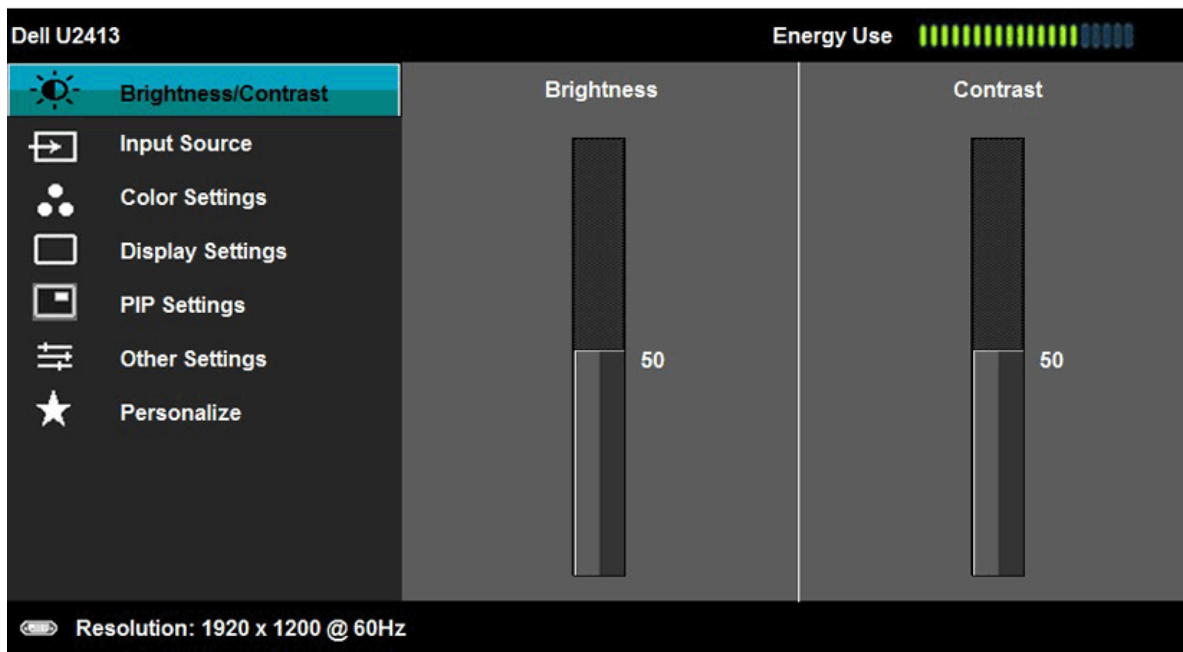 Dell U2413
Energy Use
Brightness/Contrast
Input Source
Color Settings
Display Settings
PIP Settings
Other Settings
Personalize
Brightness
50
Contrast
50
Resolution: 1920 x 1200 @ 60Hz